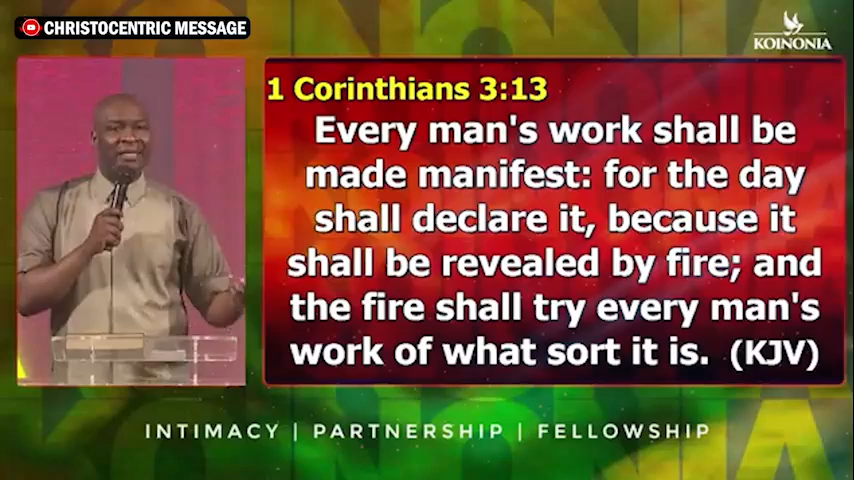 CHRISTOCENTRIC MESSAGE
KOINONIA
1 Corinthians 3:13
Every man's work shall be
made manifest: for the day
shall declare it, because it
shall be revealed by fire; and
the fire shall try every man's
work of what sort it is. (KJV)
INTIMACY | PARTNERSHIP | FELLOWSHIP